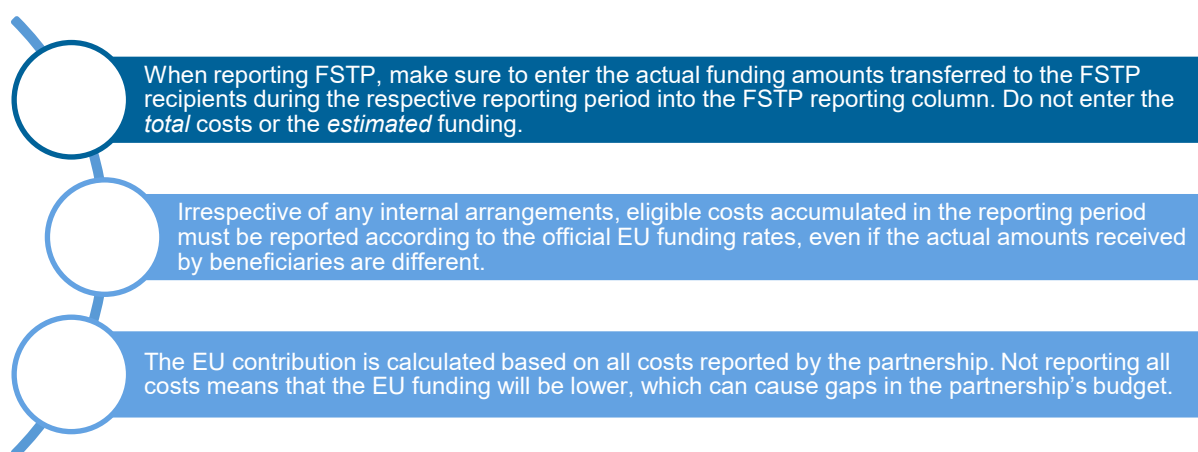 When reporting FSTP, make sure to enter the actual funding amounts transferred to the FSTP
recipients during the respective reporting period into the FSTP reporting column. Do not enter the
total costs or the estimated funding.
Irrespective of any internal arrangements, eligible costs accumulated in the reporting period
must be reported according to the official EU funding rates, even if the actual amounts received
by beneficiaries are different.
The EU contribution is calculated based on all costs reported by the partnership. Not reporting all
costs means that the EU funding will be lower, which can cause gaps in the partnership’s budget.